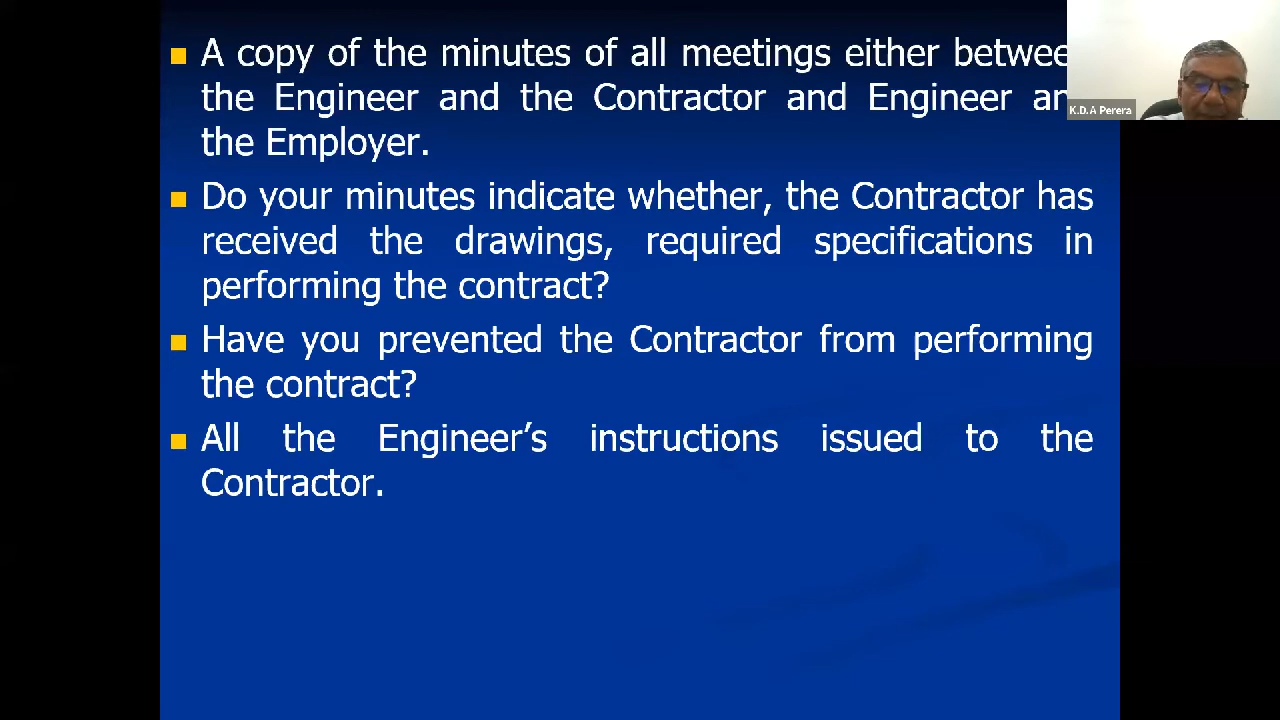 A copy of the minutes of all meetings either betwee
the Engineer and the Contractor and Engineer an
the Employer.
Do your minutes indicate whether, the Contractor has
received the drawings, required specifications in
performing the contract?
Have you prevented the Contractor from performing
the contract?
All the Engineer’s instructions issued to the
Contractor.
K.D.A Perera